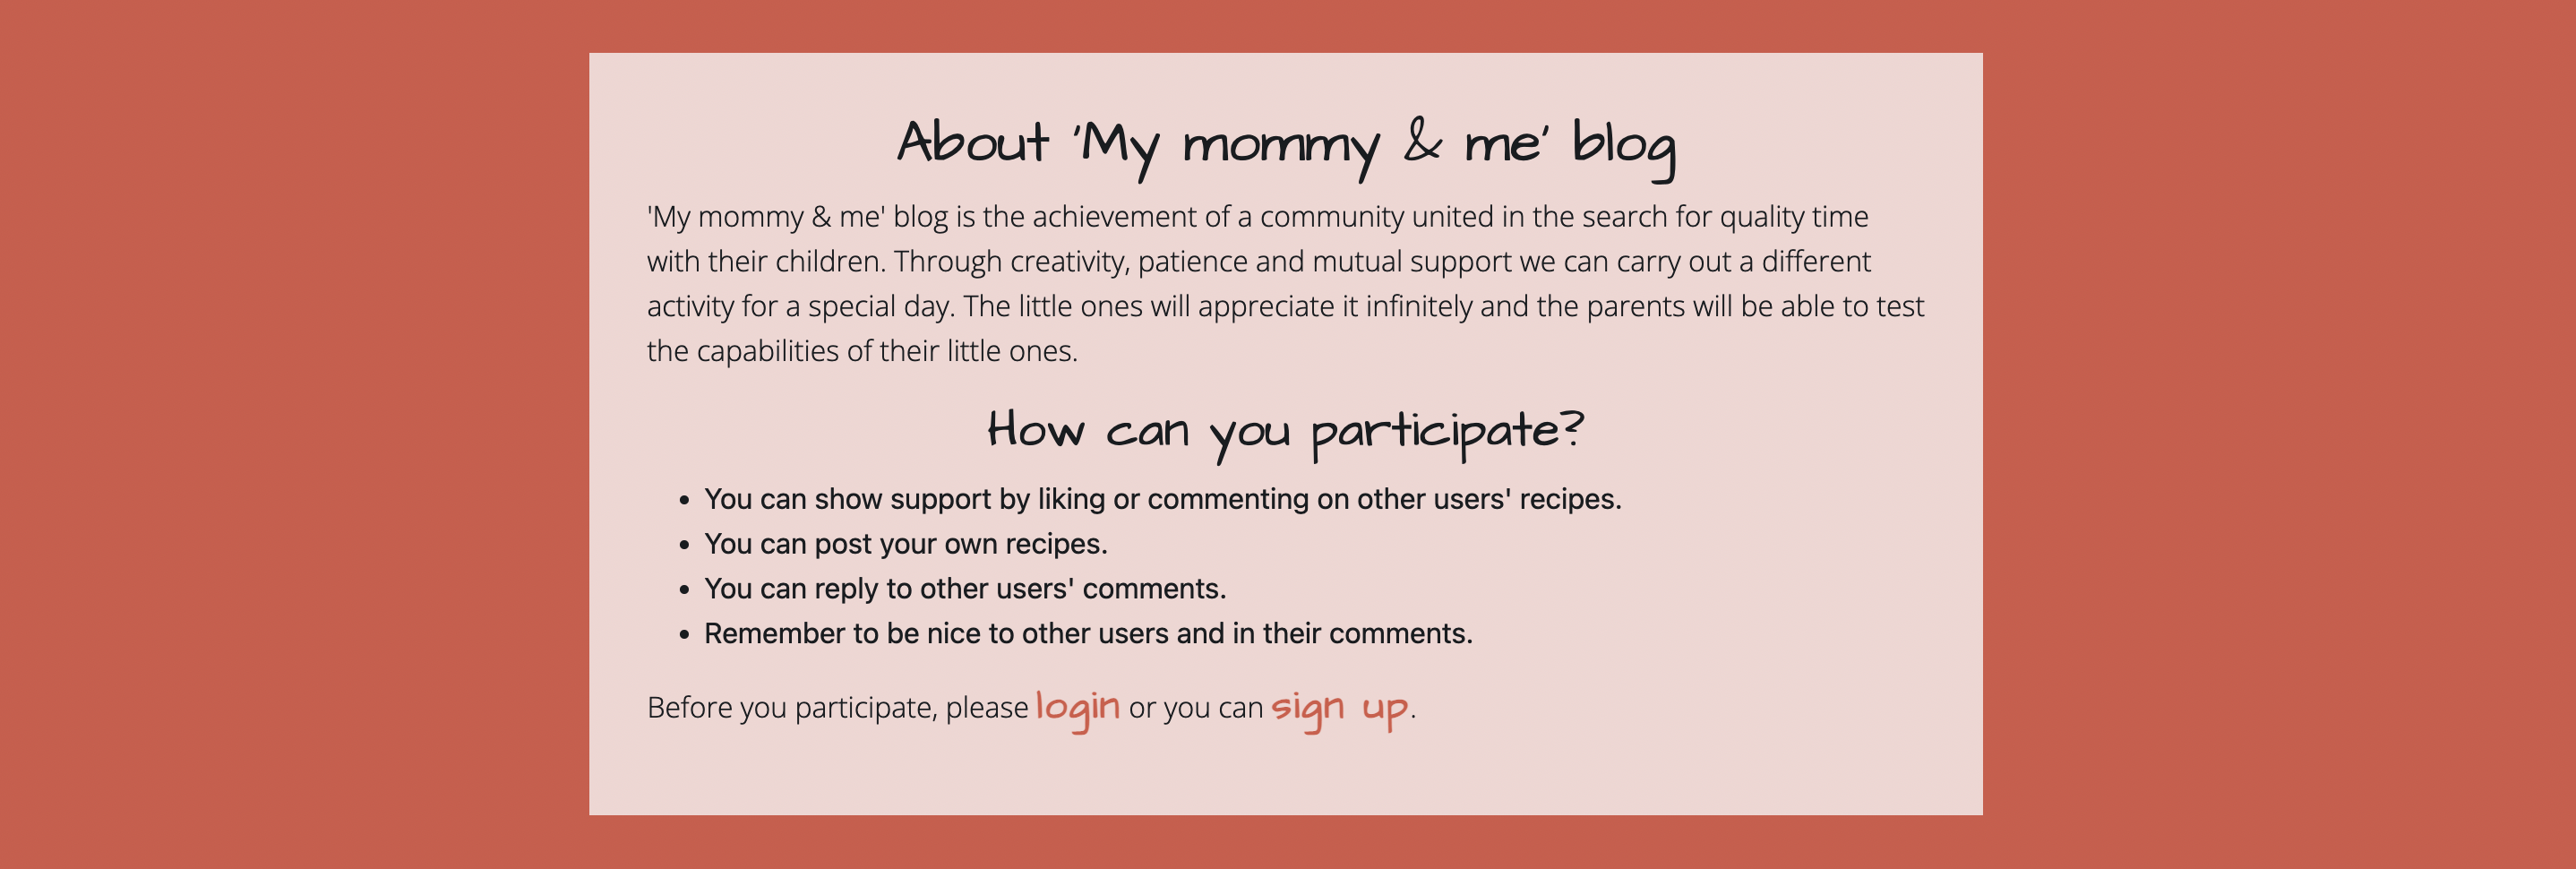 About 'My mommy & me' blog
'My mommy & me' blog is the achievement of a community united in the search for quality time
with their children. Through creativity, patience and mutual support we can carry out a different
activity for a special day. The little ones will appreciate it infinitely and the parents will be able to test
the capabilities of their little ones.
How can you participate?
• You can show support by liking or commenting on other users' recipes.
• You can post your own recipes.
• You can reply to other users' comments.
• Remember to be nice to other users and in their comments.
Before you participate, please login or you can sign up.